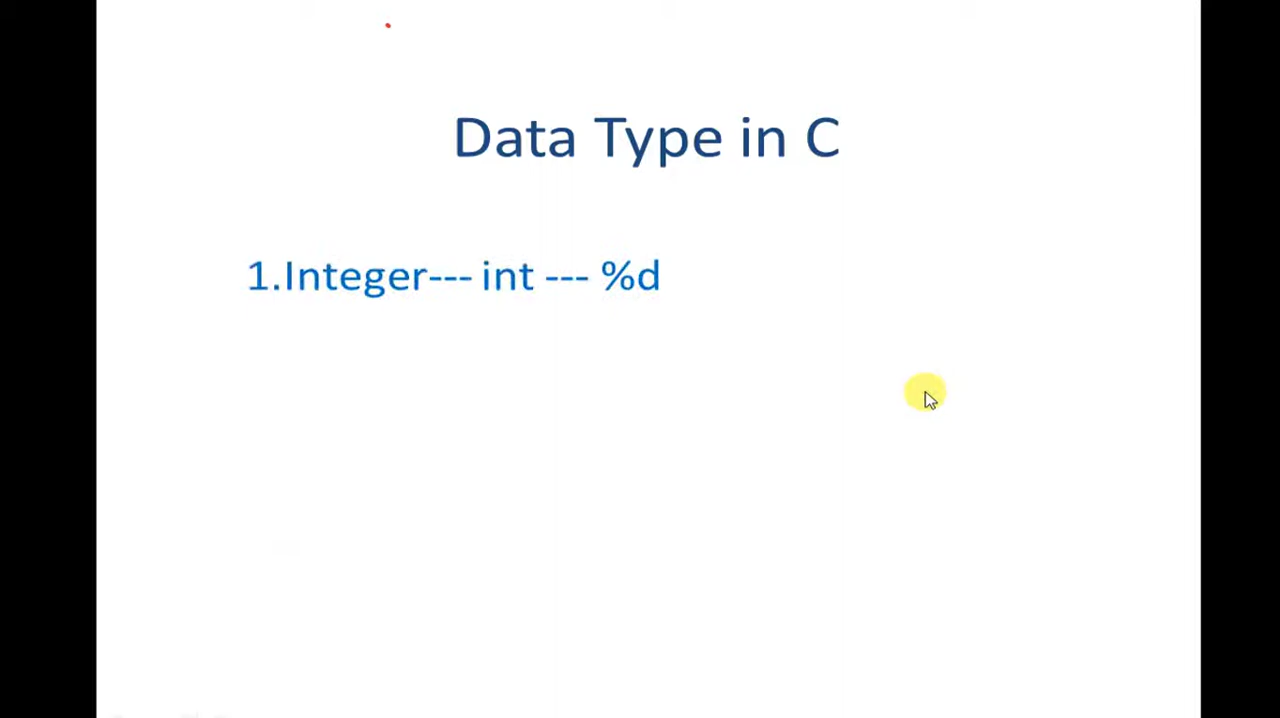 Data Type in C
1.Integer--- int --- %d